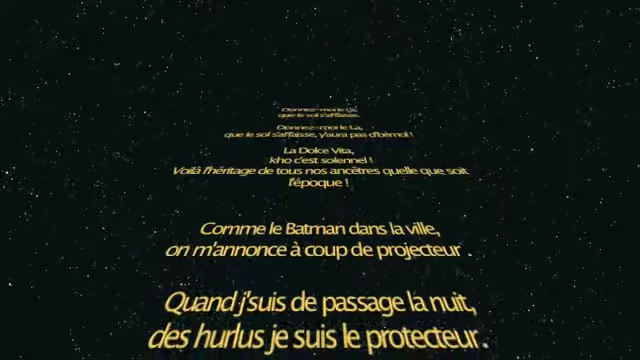 Donnez-moi le La,
que le sol s'affaisse.
Donnez-moi le La,
que le sol s'affaisse, y'aura pas d'bémol !
La Dolce Vita,
kho c'est solennel !
Voilà l'héritage de tous nos ancêtres quelle que soit
l'époque !
Comme le Batman dans la ville,
on m'annonce à coup de projecteur .
Quand j'suis de passage la nuit,
des hurlus je suis le protecteur .